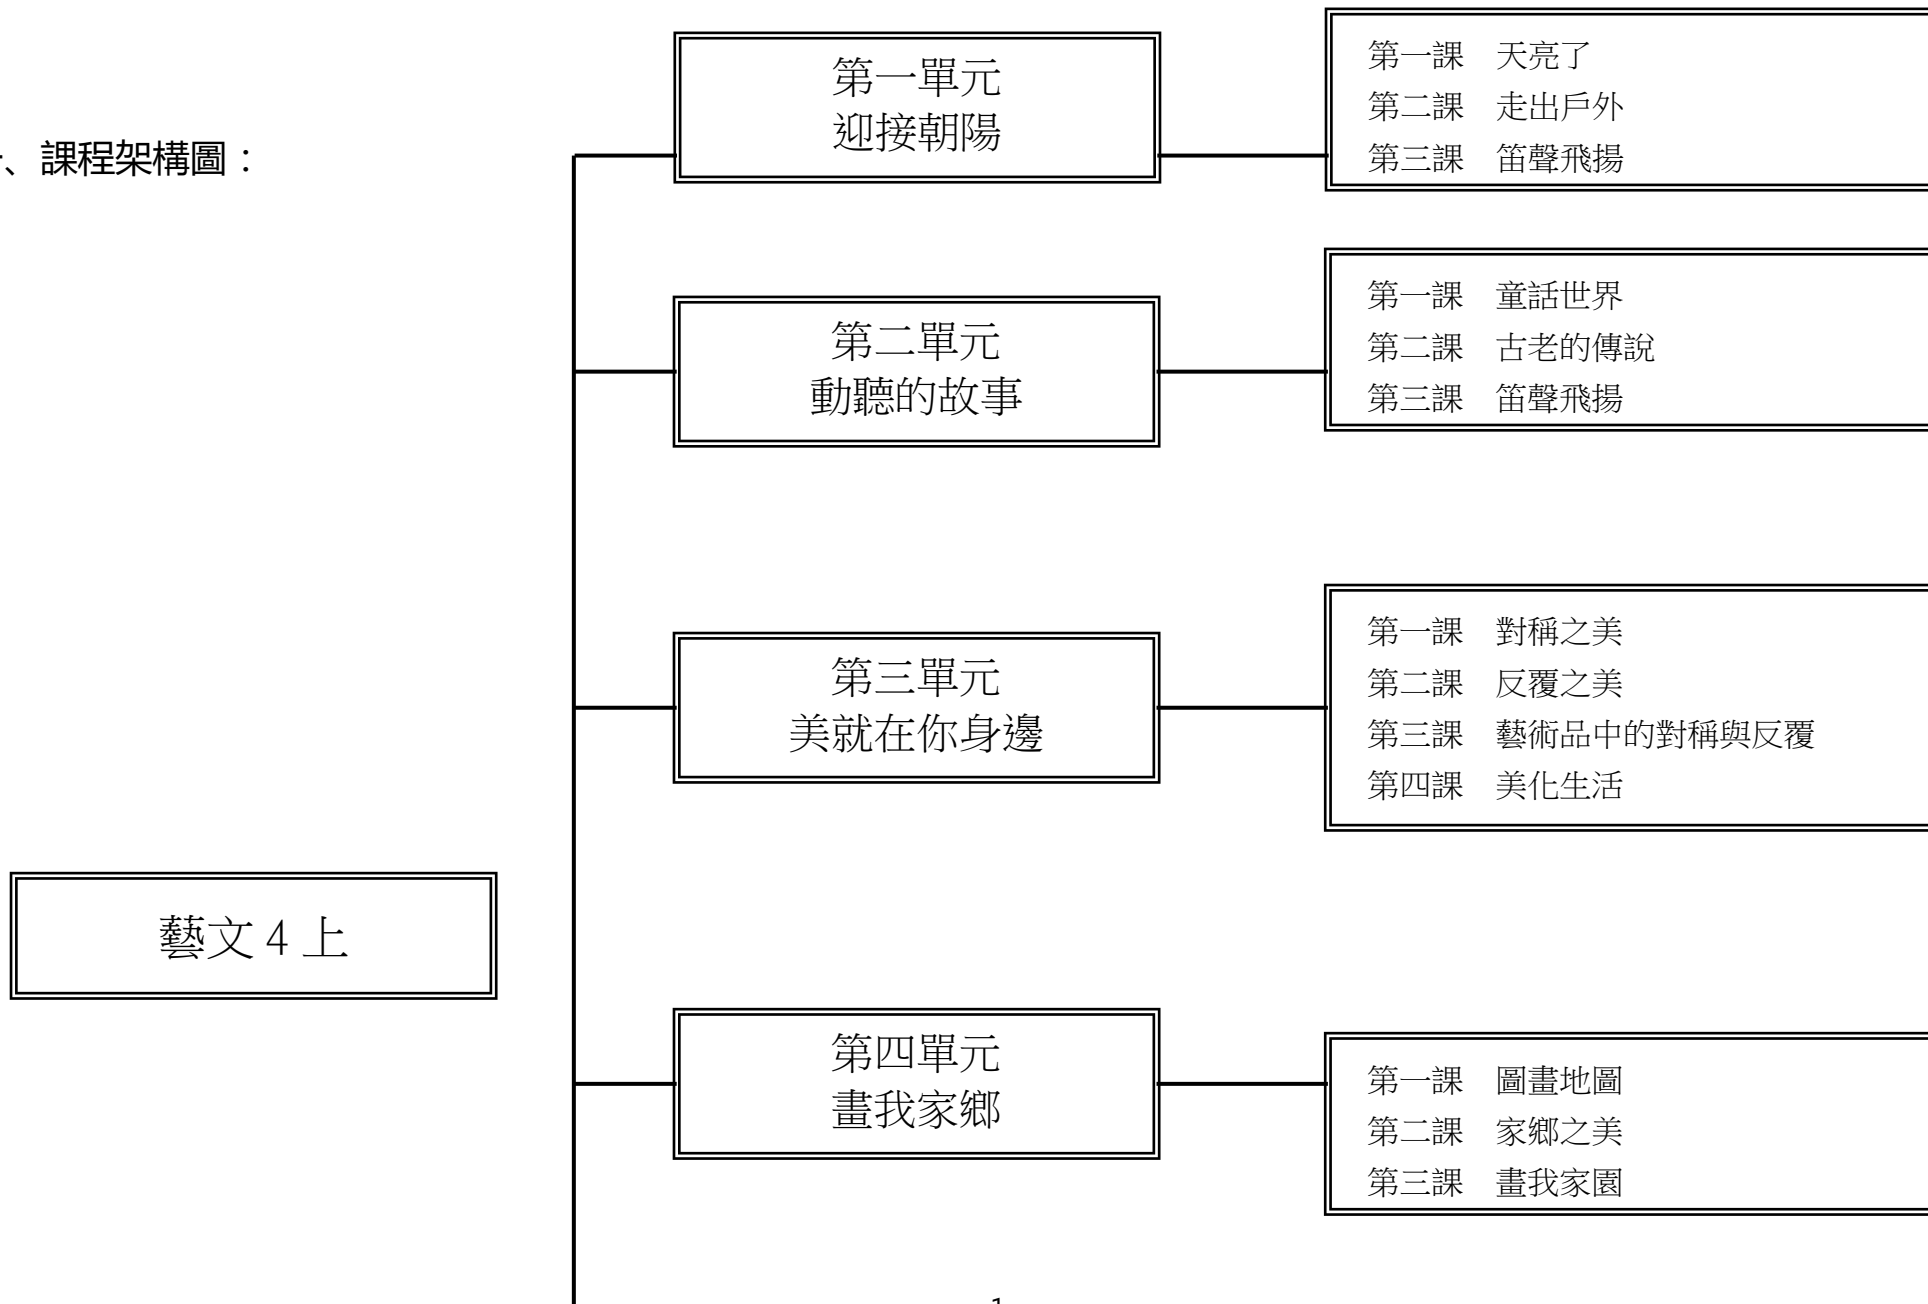 、課程架構圖：
第一單元
迎接朝陽
第一課　天亮了
第二課　走出戶外
第三課　笛聲飛揚
第二單元
動聽的故事
第一課　童話世界
第二課　古老的傳說
第三課　笛聲飛揚
第三單元
美就在你身邊
第一課　對稱之美
第二課　反覆之美
第三課　藝術品中的對稱與反覆
第四課　美化生活
藝文 4 上
第四單元
畫我家鄉
第一課　圖畫地圖
第二課　家鄉之美
第三課　畫我家園